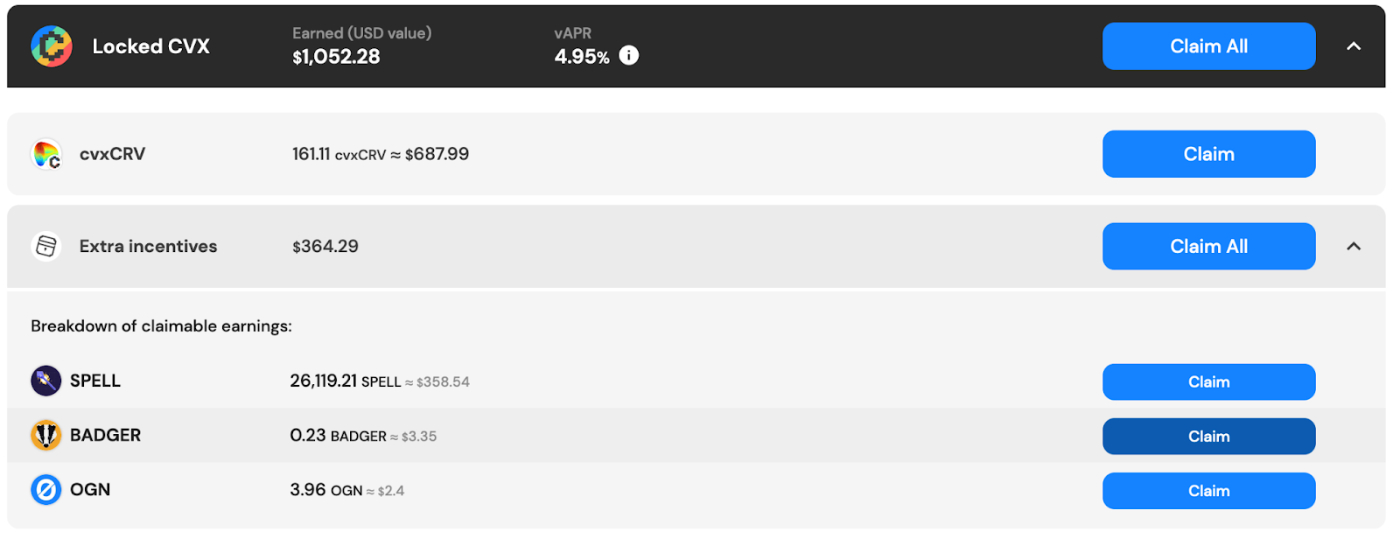 Locked CVX
Earned (USD value)
$1,052.28
vAPR
4.95%
Claim All
cvxCRV
161.11 cvxCRV ≈ $687.99
Claim
Extra incentives
$364.29
Claim All
Breakdown of claimable earnings:
SPELL
26,119.21 SPELL ≈ $358.54
Claim
BADGER
0.23 BADGER ≈ $3.35
Claim
OGN
3.96 OGN ≈ $2.4
Claim